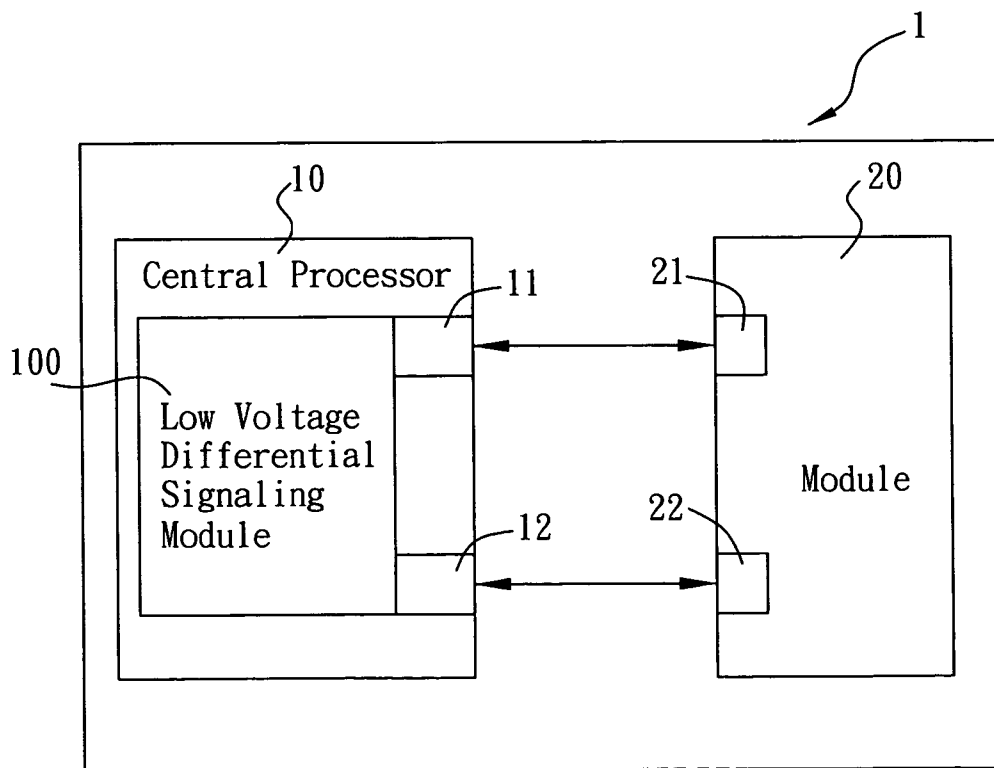 1
10
20
Central Processor
11
21
100
Low Voltage
Differential
Signaling
Module
Module
12
22